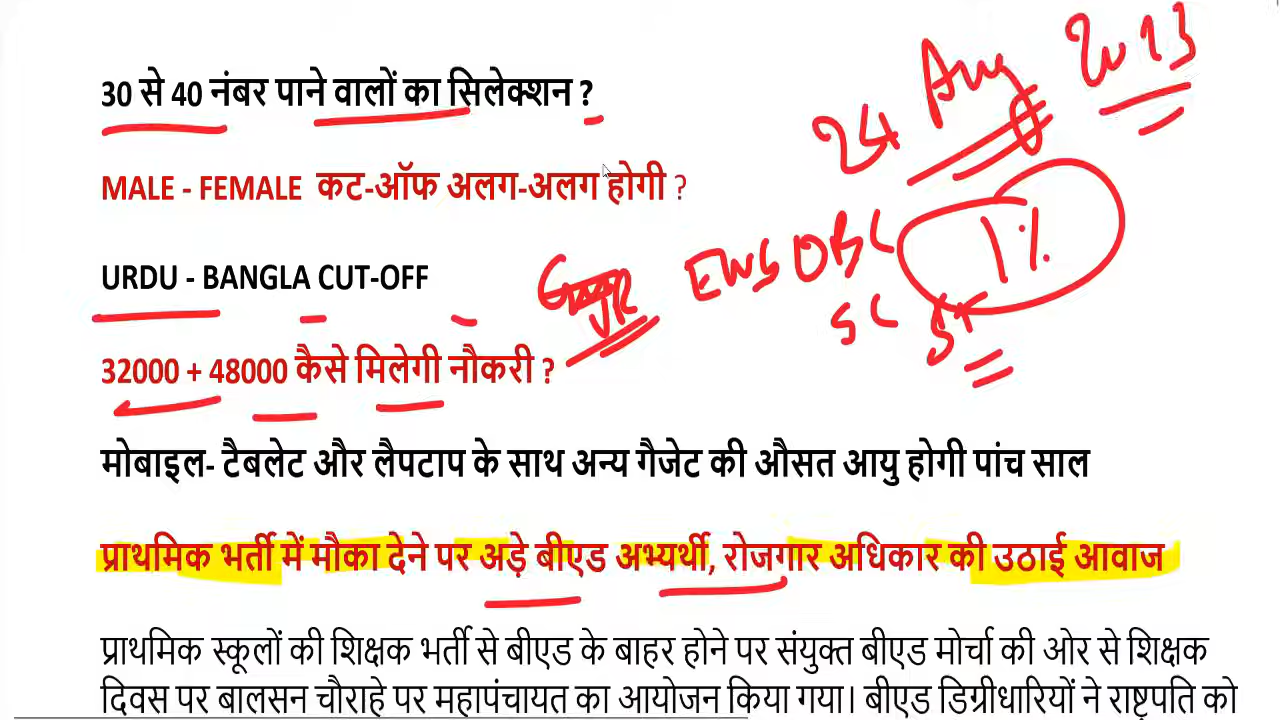 30 से 40 नंबर पाने वालों का सिलेक्शन ?
24 Aug 2023
MALE - FEMALE कट-ऑफ अलग-अलग होगी ?
UR EWS OBC 1%
SC ST
URDU - BANGLA CUT-OFF
32000 + 48000 कैसे मिलेगी नौकरी ?
मोबाइल- टैबलेट और लैपटाप के साथ अन्य गैजेट की औसत आयु होगी पांच साल
प्राथमिक भर्ती में मौका देने पर अड़े बीएड अभ्यर्थी, रोजगार अधिकार की उठाई आवाज
प्राथमिक स्कूलों की शिक्षक भर्ती से बीएड के बाहर होने पर संयुक्त बीएड मोर्चा की ओर से शिक्षक
दिवस पर बालसन चौराहे पर महापंचायत का आयोजन किया गया। बीएड डिग्रीधारियों ने राष्ट्रपति को